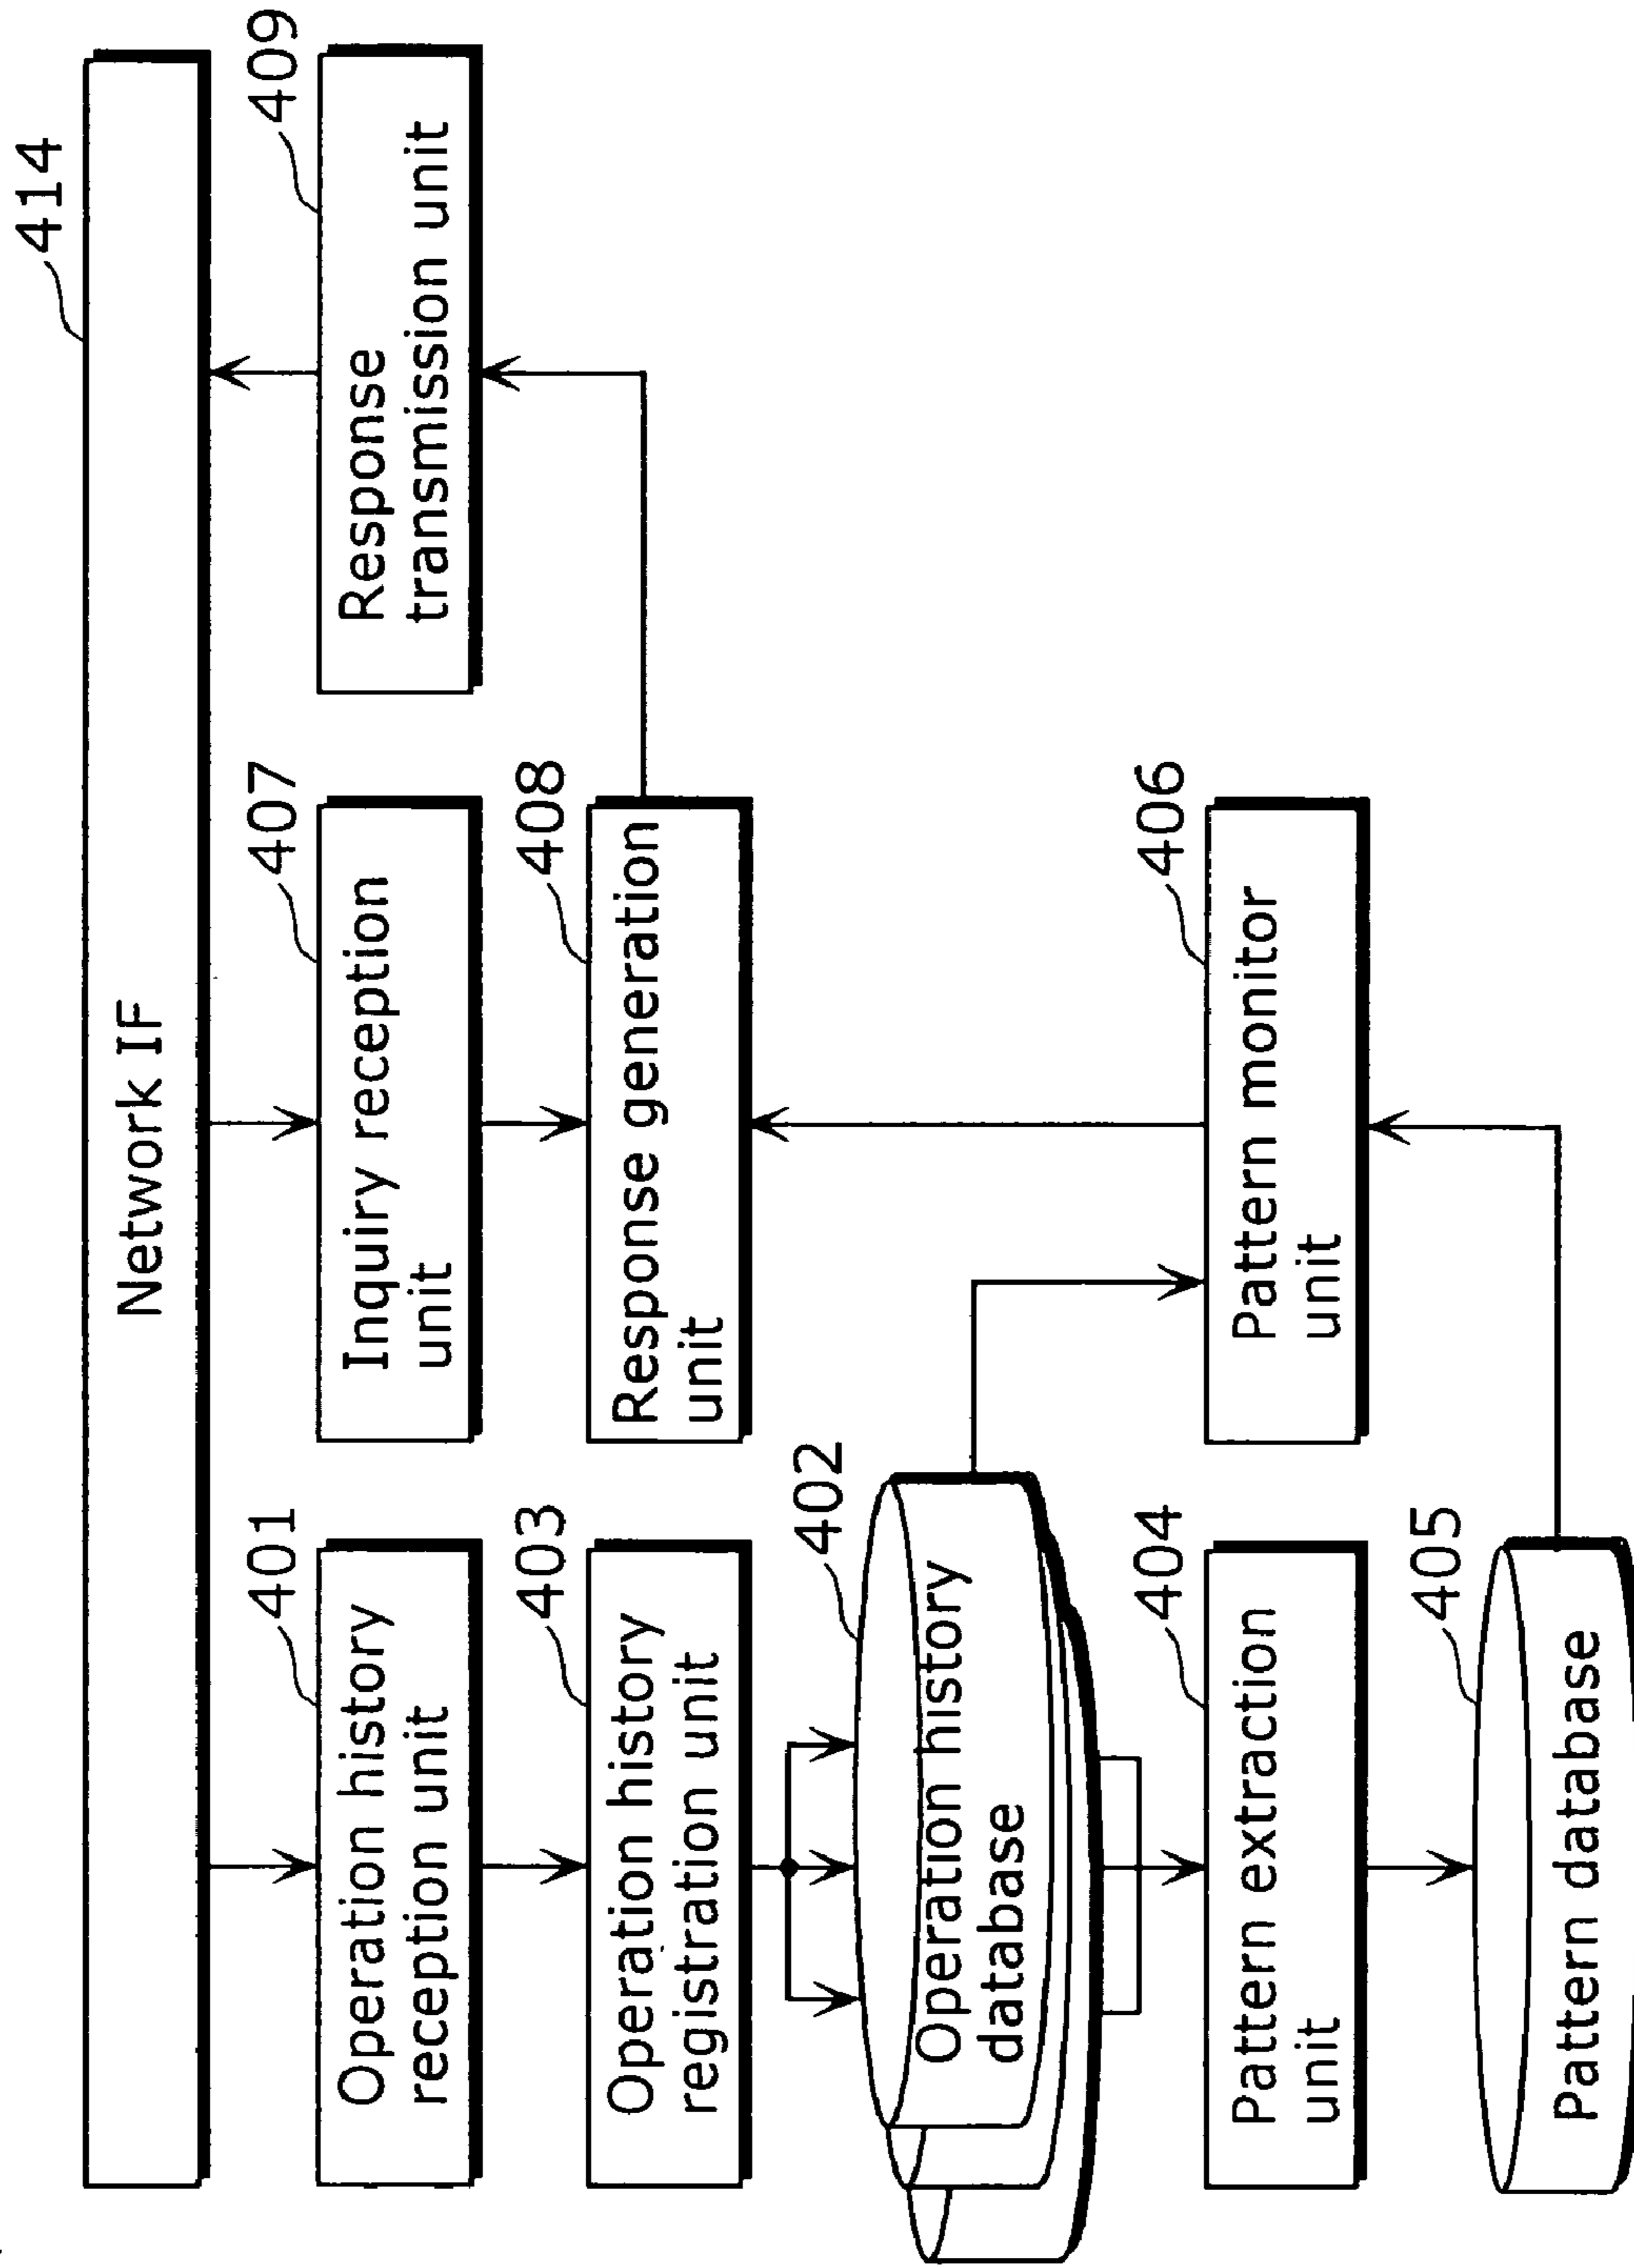 414
Network IF
401
Operation history
reception unit
407
Inquiry reception
unit
409
Response
transmission unit
403
Operation history
registration unit
408
Response generation
unit
402
Operation history
database
404
Pattern extraction
unit
406
Pattern monitor
unit
405
Pattern database